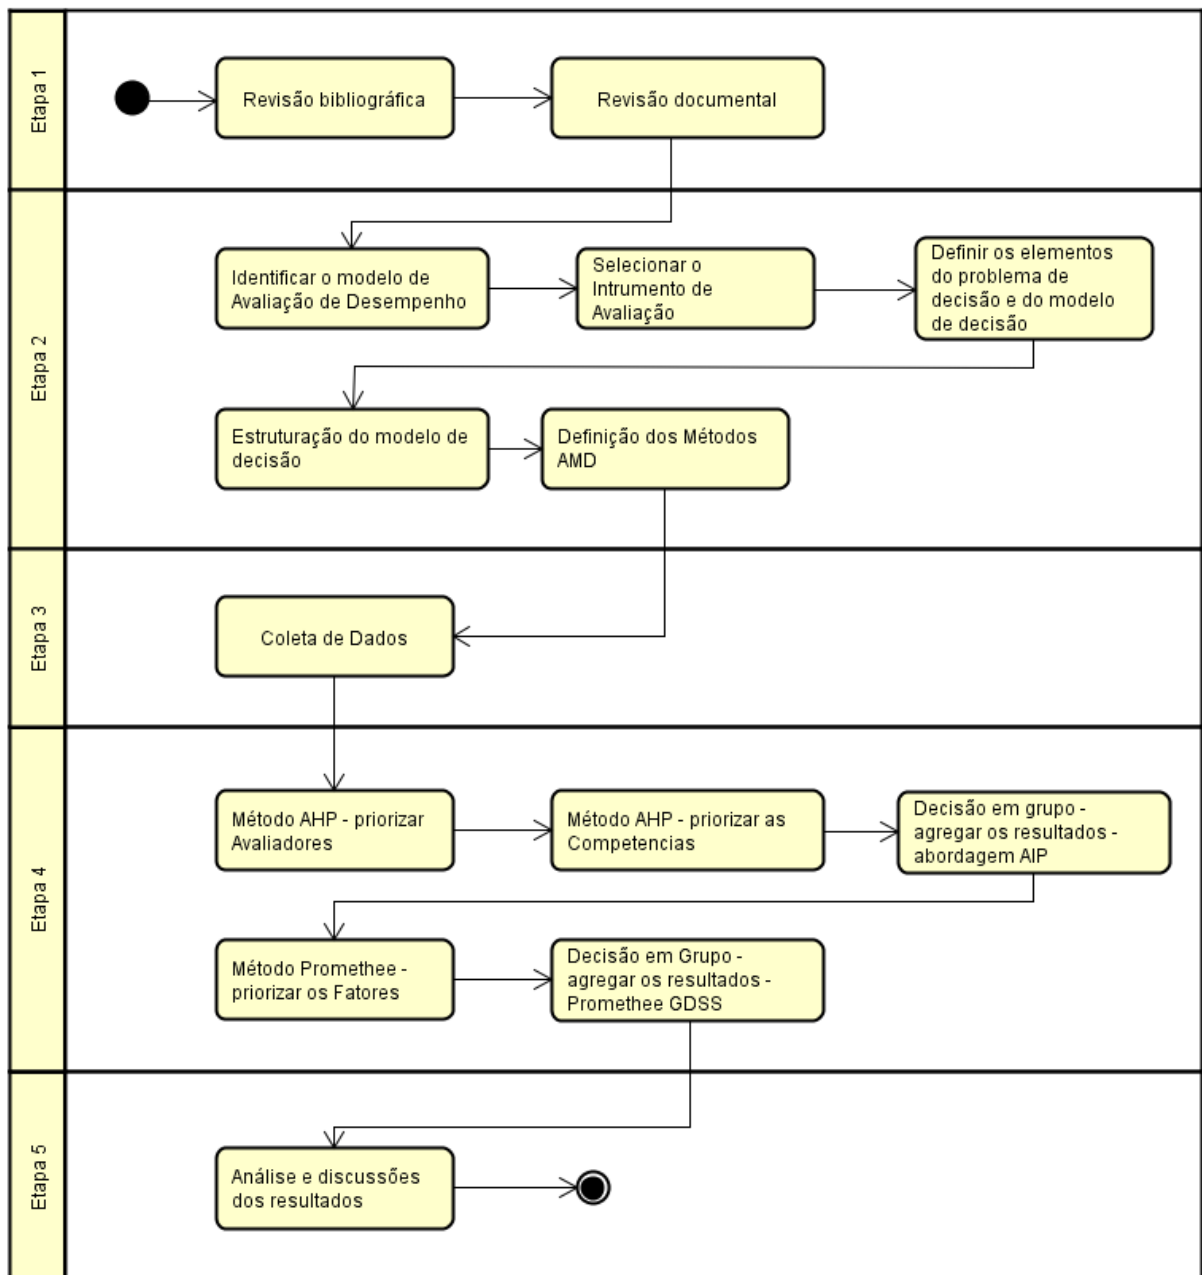 Etapa 1
Revisão bibliográfica
Revisão documental
Etapa 2
Identificar o modelo de
Avaliação de Desempenho
Selecionar o
Intrumento de
Avaliação
Definir os elementos
do problema de
decisão e do modelo
de decisão
Estruturação do modelo de
decisão
Definição dos Métodos
AMD
Etapa 3
Coleta de Dados
Etapa 4
Método AHP - priorizar
Avaliadores
Método AHP - priorizar as
Competencias
Decisão em grupo -
agregar os resultados -
abordagem AIP
Método Promethee -
priorizar os Fatores
Decisão em Grupo -
agregar os resultados -
Promethee GDSS
Etapa 5
Análise e discussões
dos resultados